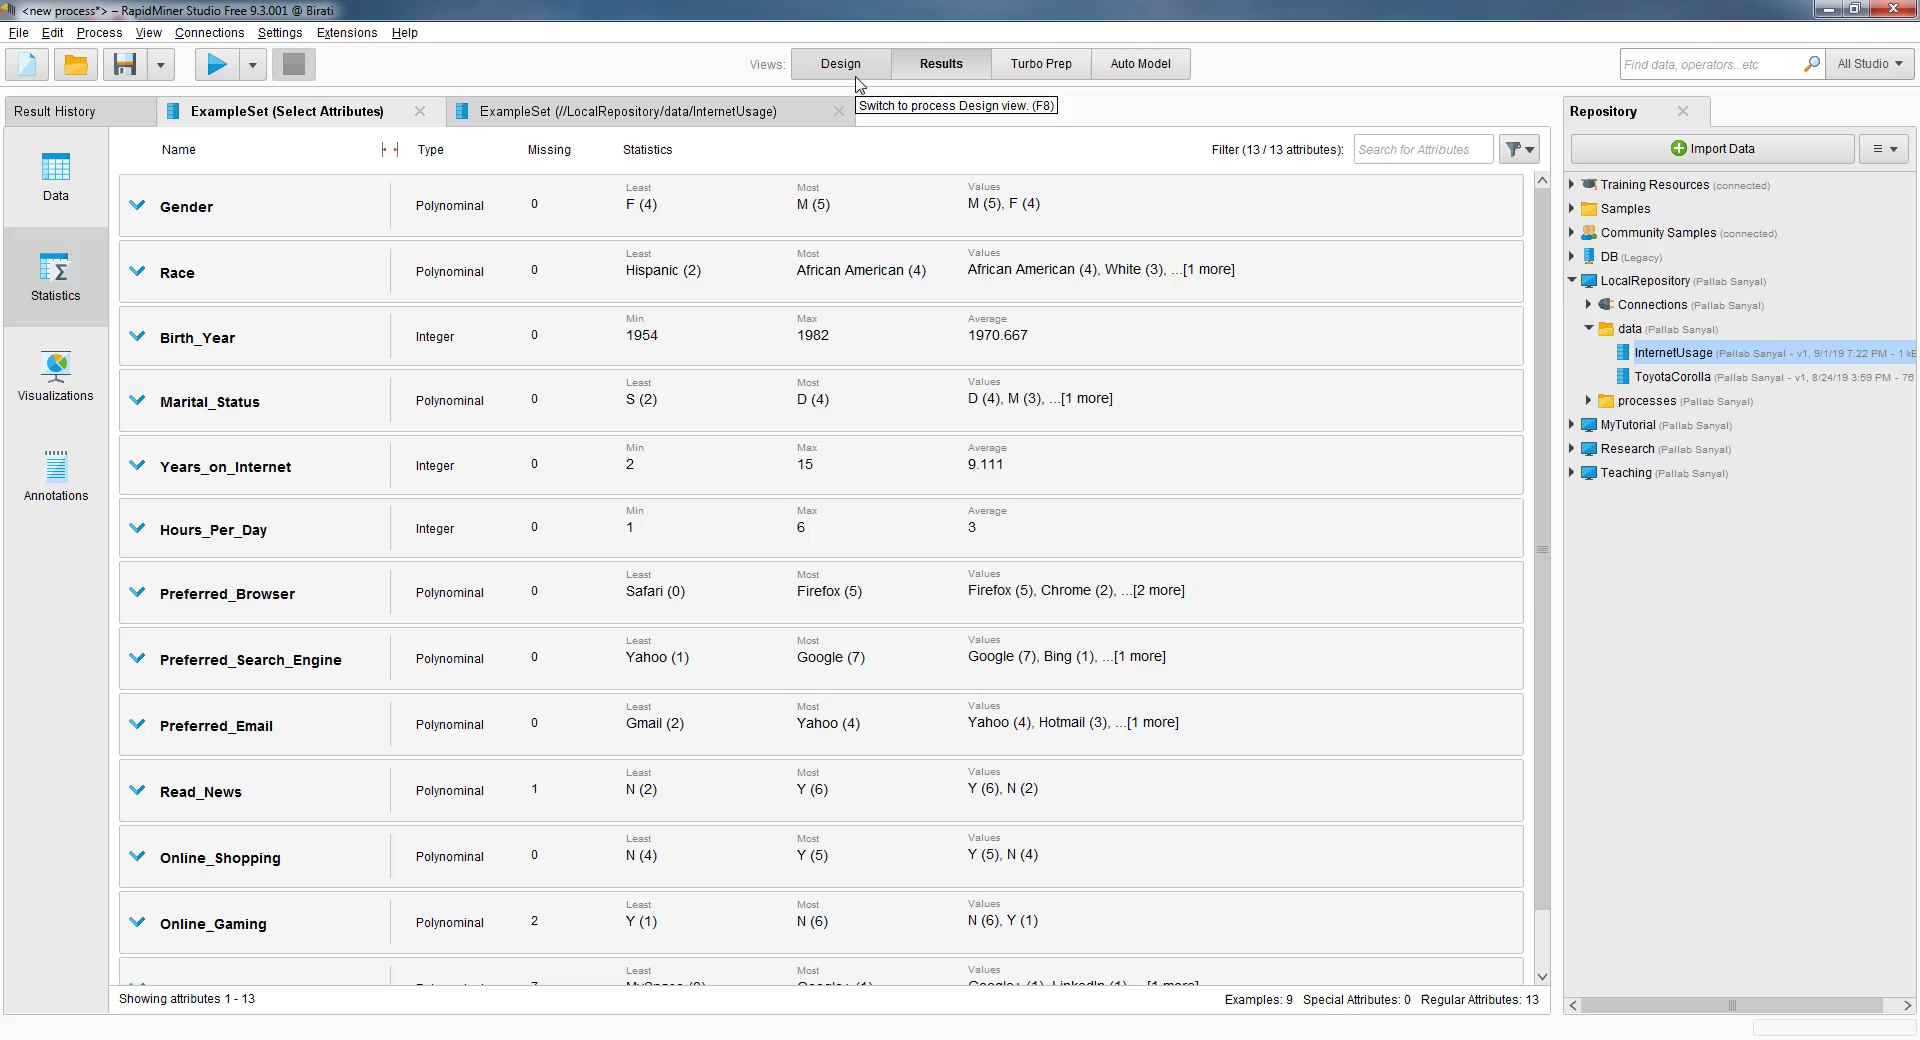 <new process*> – RapidMiner Studio Free 9.3.001 @ Birati
File Edit Process View Connections Settings Extensions Help
Views: Design Results Turbo Prep Auto Model
Find data, operators...etc All Studio
Switch to process Design view. (F8)
Result History ExampleSet (Select Attributes) ExampleSet (//LocalRepository/data/InternetUsage)
Name Type Missing Statistics Filter (13 / 13 attributes): Search for Attributes
Data
Statistics
Visualizations
Annotations
Least Most Values
Gender Polynominal 0 F (4) M (5) M (5), F (4)
Least Most Values
Race Polynominal 0 Hispanic (2) African American (4) African American (4), White (3), ...[1 more]
Min Max Average
Birth_Year Integer 0 1954 1982 1970.667
Least Most Values
Marital_Status Polynominal 0 S (2) D (4) D (4), M (3), ...[1 more]
Min Max Average
Years_on_Internet Integer 0 2 15 9.111
Min Max Average
Hours_Per_Day Integer 0 1 6 3
Least Most Values
Preferred_Browser Polynominal 0 Safari (0) Firefox (5) Firefox (5), Chrome (2), ...[2 more]
Least Most Values
Preferred_Search_Engine Polynominal 0 Yahoo (1) Google (7) Google (7), Bing (1), ...[1 more]
Least Most Values
Preferred_Email Polynominal 0 Gmail (2) Yahoo (4) Yahoo (4), Hotmail (3), ...[1 more]
Least Most Values
Read_News Polynominal 1 N (2) Y (6) Y (6), N (2)
Least Most Values
Online_Shopping Polynominal 0 N (4) Y (5) Y (5), N (4)
Least Most Values
Online_Gaming Polynominal 2 Y (1) N (6) N (6), Y (1)
Least Most Values
Showing attributes 1 - 13
Examples: 9 Special Attributes: 0 Regular Attributes: 13
Repository
Import Data
Training Resources (connected)
Samples
Community Samples (connected)
DB (Legacy)
LocalRepository (Pallab Sanyal)
Connections (Pallab Sanyal)
data (Pallab Sanyal)
InternetUsage (Pallab Sanyal - v1, 9/1/19 7:22 PM - 1 kE
ToyotaCorolla (Pallab Sanyal - v1, 8/24/19 3:59 PM - 76
processes (Pallab Sanyal)
MyTutorial (Pallab Sanyal)
Research (Pallab Sanyal)
Teaching (Pallab Sanyal)